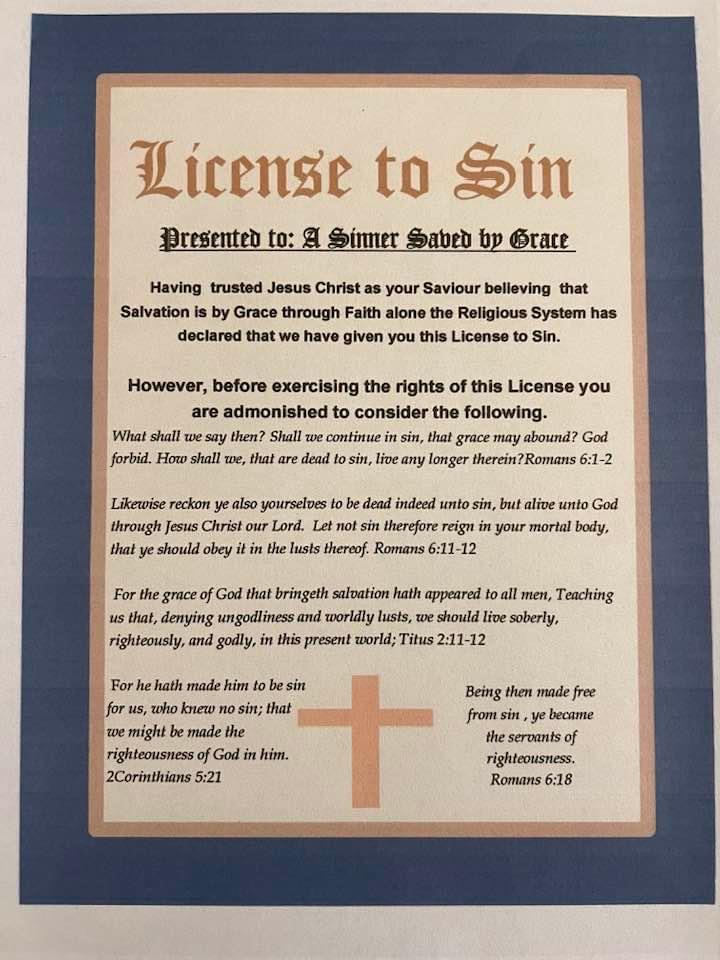 License to Sin
Presented to: A Sinner Saved by Grace
Having trusted Jesus Christ as your Saviour believing that
Salvation is by Grace through Faith alone the Religious System has
declared that we have given you this License to Sin.
However, before exercising the rights of this License you
are admonished to consider the following.
What shall we say then? Shall we continue in sin, that grace may abound? God
forbid. How shall we, that are dead to sin, live any longer therein?Romans 6:1-2
Likewise reckon ye also yourselves to be dead indeed unto sin, but alive unto God
through Jesus Christ our Lord. Let not sin therefore reign in your mortal body,
that ye should obey it in the lusts thereof. Romans 6:11-12
For the grace of God that bringeth salvation hath appeared to all men, Teaching
us that, denying ungodliness and worldly lusts, we should live soberly,
righteously, and godly, in this present world; Titus 2:11-12
For he hath made him to be sin
for us, who knew no sin; that
we might be made the
righteousness of God in him.
2Corinthians 5:21
Being then made free
from sin , ye became
the servants of
righteousness.
Romans 6:18